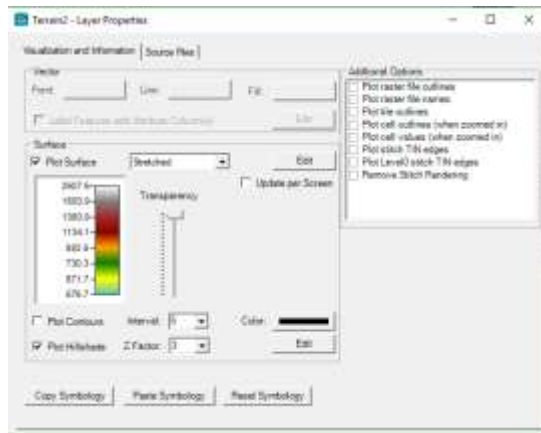 Terrain2 - Layer Properties
Visualization and Information
Source Files
Vector
Point:
Line:
Fill:
Label Features with Attribute Column(s)
Edit
Surface
Plot Surface
Stretched
Edit
Update per Screen
Transparency
1134.1
730.3
Plot Contours
Interval:
5
Color:
Plot Hillshade
Z Factor:
3
Edit
Copy Symbology
Paste Symbology
Reset Symbology
Additional Options
Plot raster file outlines
Plot raster file names
Plot tile outlines
Plot cell outlines (when zoomed in)
Plot cell values (when zoomed in)
Plot stitch TIN edges
Plot Level0 stitch TIN edges
Remove Stitch Rendering